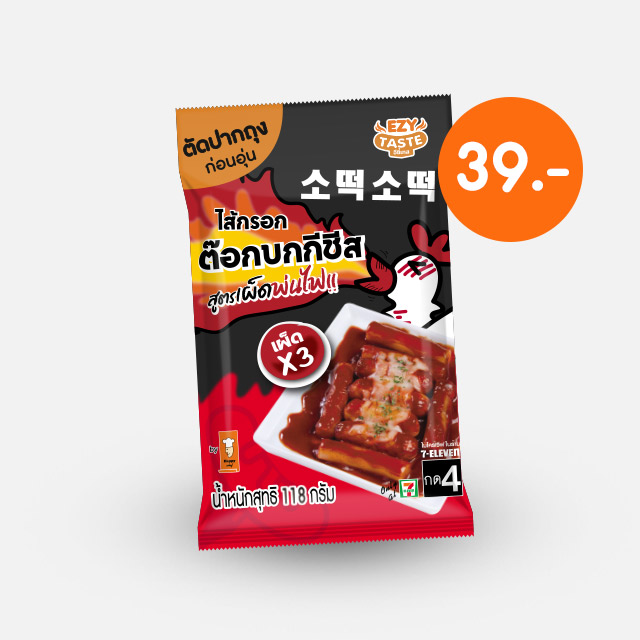 ตัดปากถุง
ก่อนอุ่น
EZY
TASTE
39.-
소떡소떡
ไส้กรอก
ต๊อกบกกีชีส
สูตรเผ็ดพ่นไฟ!!
เผ็ด
X3
by
7-ELEVEN
กด 4
only at
น้ำหนักสุทธิ 118 กรัม